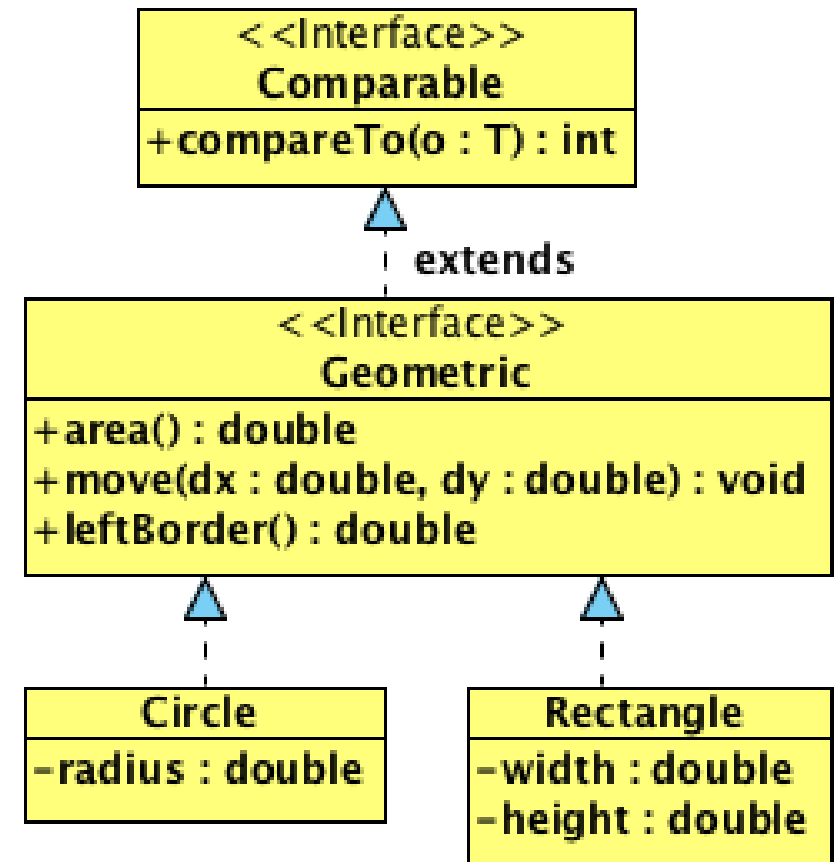 <<Interface>>
Comparable
+compareTo(o : T) : int
extends
<<Interface>>
Geometric
+area() : double
+move(dx : double, dy : double) : void
+leftBorder() : double
Circle
-radius : double
Rectangle
-width : double
-height : double